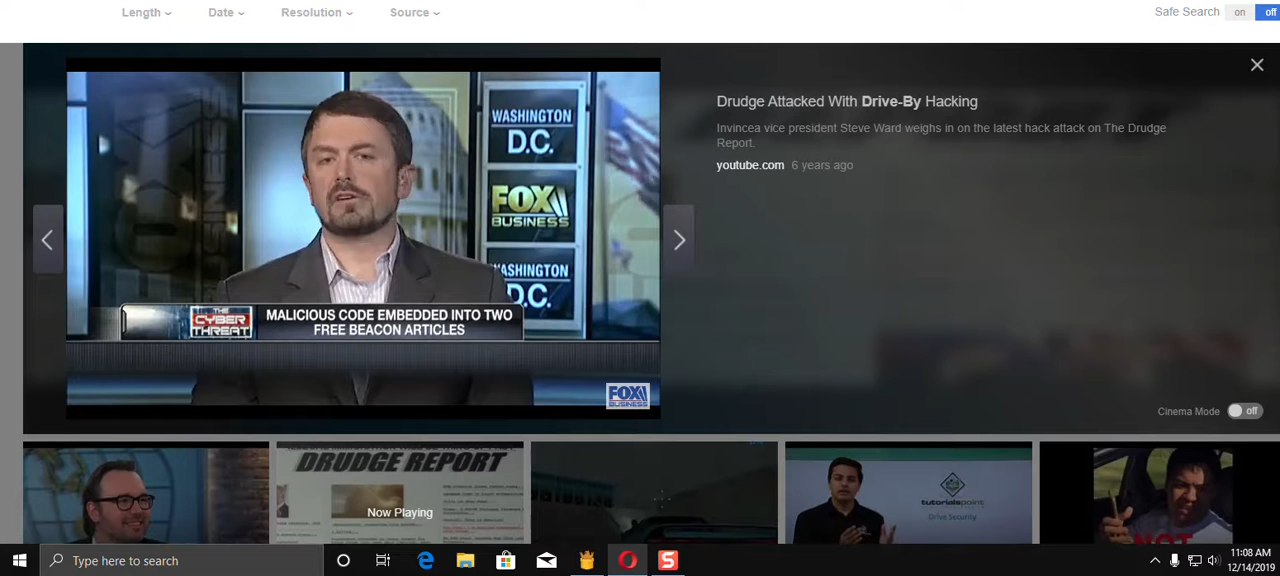 Length Date Resolution Source
Safe Search on off
WASHINGTON
D.C.
FOX
BUSINESS
WASHINGTON
D.C.
THE
CYBER
THREAT
MALICIOUS CODE EMBEDDED INTO TWO
FREE BEACON ARTICLES
FOX
BUSINESS
Drudge Attacked With Drive-By Hacking
Invincea vice president Steve Ward weighs in on the latest hack attack on The Drudge
Report.
youtube.com 6 years ago
Cinema Mode off
DRUDGE REPORT
Now Playing
tutorialspoint
Drive Security
NOT
Type here to search
11:08 AM
12/14/2019